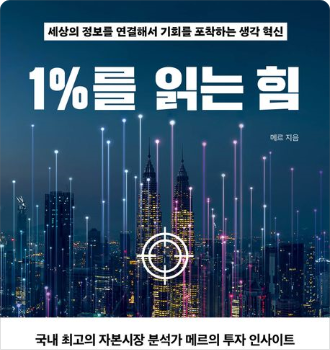 세상의 정보를 연결해서 기회를 포착하는 생각 혁신
1%를 읽는 힘
메르 지음
국내 최고의 자본시장 분석가 메르의 투자 인사이트